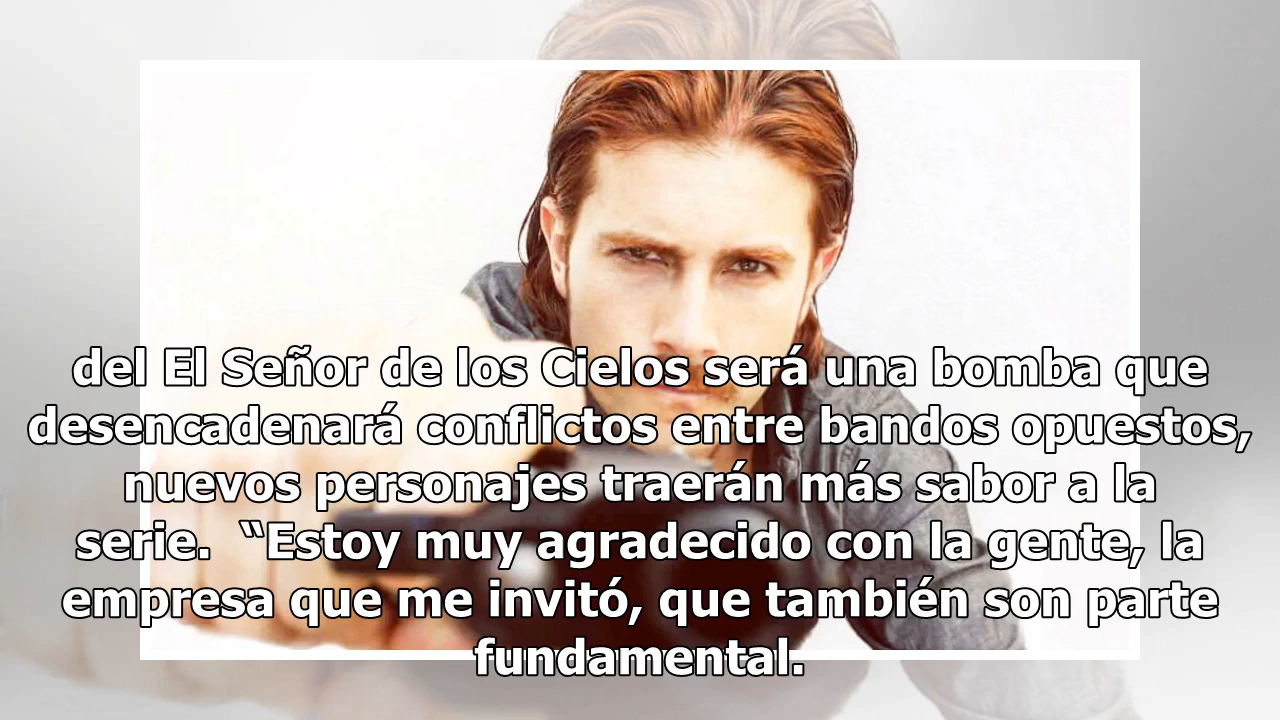 del El Señor de los Cielos será una bomba que
desencadenará conflictos entre bandos opuestos,
nuevos personajes traerán más sabor a la
serie.  “Estoy muy agradecido con la gente, la
empresa que me invitó, que también son parte
fundamental.